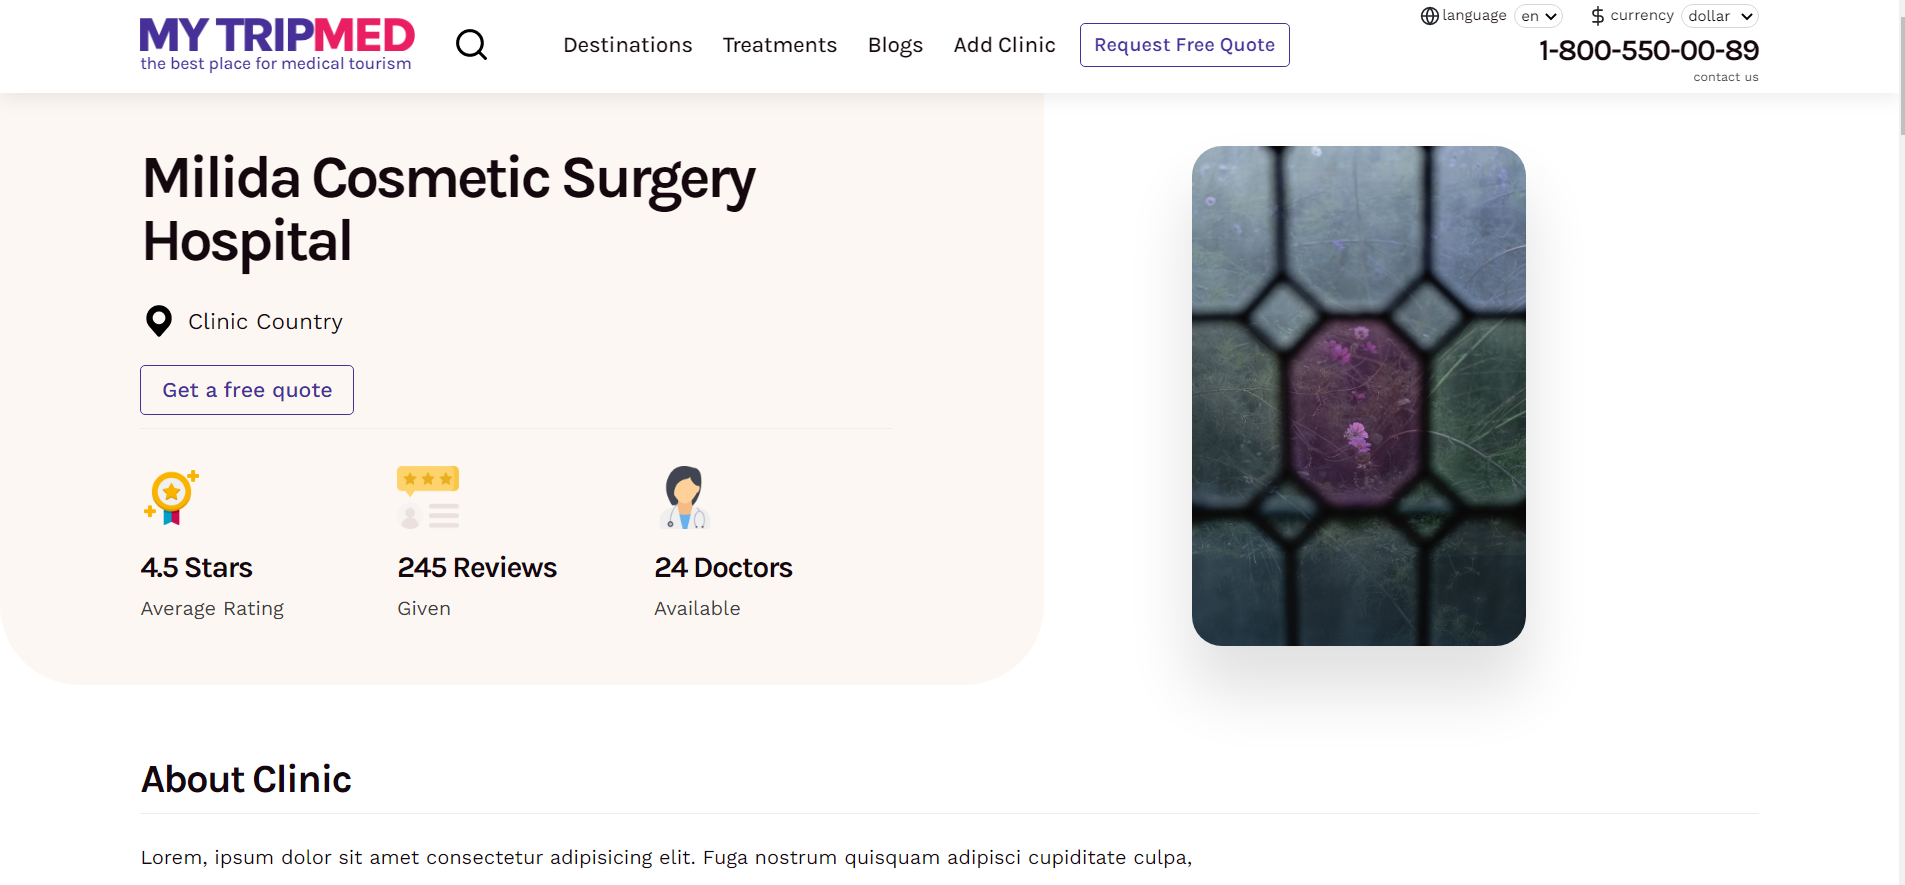 MY TRIPMED
the best place for medical tourism
Destinations
Treatments
Blogs
Add Clinic
Request Free Quote
language
en
currency
dollar
1-800-550-00-89
contact us
Milida Cosmetic Surgery
Hospital
Clinic Country
Get a free quote
4.5 Stars
Average Rating
245 Reviews
Given
24 Doctors
Available
About Clinic
Lorem, ipsum dolor sit amet consectetur adipisicing elit. Fuga nostrum quisquam adipisci cupiditate culpa,